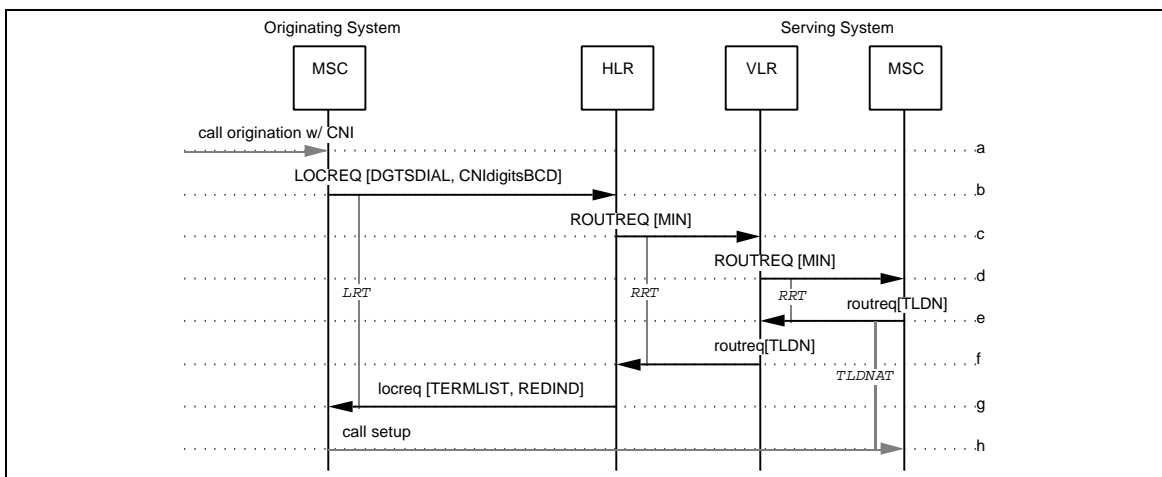 Originating System
Serving System
MSC
HLR
VLR
MSC
call origination w/ CNI
a
LOCREQ [DGTSDIAL, CNIdigitsBCD]
b
ROUTREQ [MIN]
c
ROUTREQ [MIN]
d
LRT
RRT
RRT
routreq[TLDN]
e
routreq[TLDN]
f
TLDNAT
locreq [TERMLIST, REDIND]
g
call setup
h